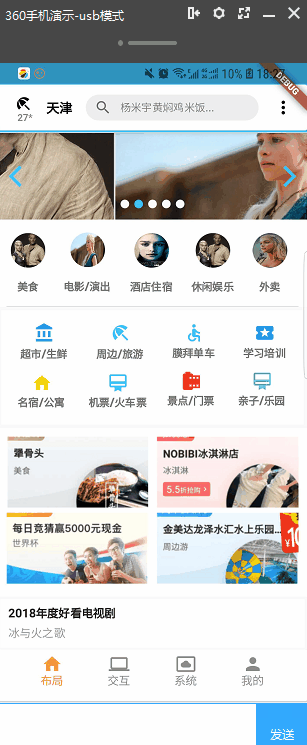 360手机演示-usb模式
10% 18:27
DEBUG
27° 天津 杨米宇黄焖鸡米饭...
美食 电影/演出 酒店住宿 休闲娱乐 外卖
超市/生鲜 周边/旅游 膜拜单车 学习培训
名宿/公寓 机票/火车票 景点/门票 亲子/乐园
犟骨头 NOBIBI冰淇淋店
美食 冰淇淋
5.5折抢购 >
每日竞猜赢5000元现金 金美达龙泽水汇水上乐园...
世界杯 周边游
2018年度好看电视剧
冰与火之歌
布局 交互 系统 我的
发送